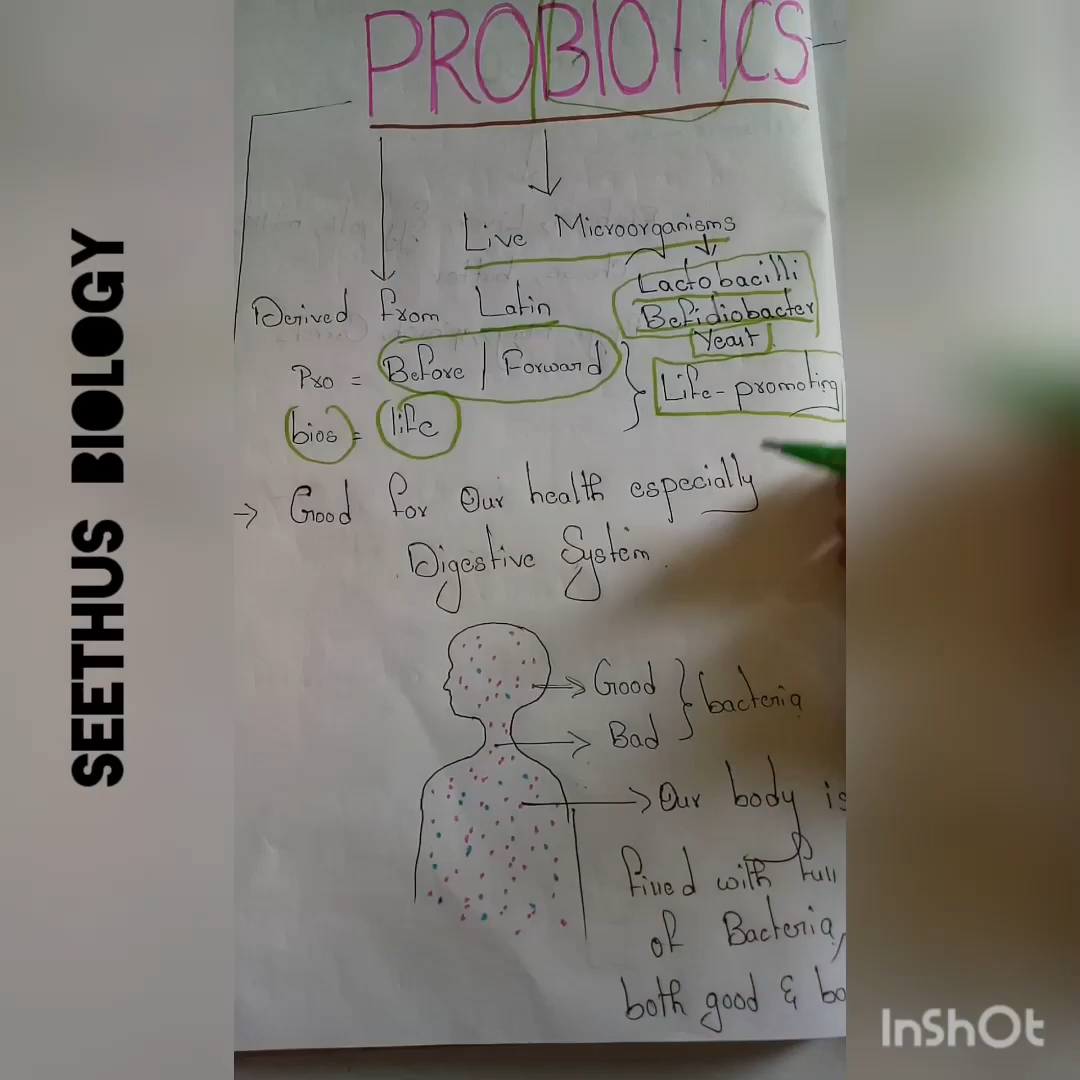 PROBIOTICS
Live Microorganisms
Lactobacilli
Befidiobacter
Yeast
Derived from Latin
Pro = Before / Forward
bios = life
Life-promoting
→ Good for Our health especially
Digestive System.
Good
Bad
bacteria
Our body is
with full
of Bacteria,
both good &
SEETHUS BIOLOGY
InShOt